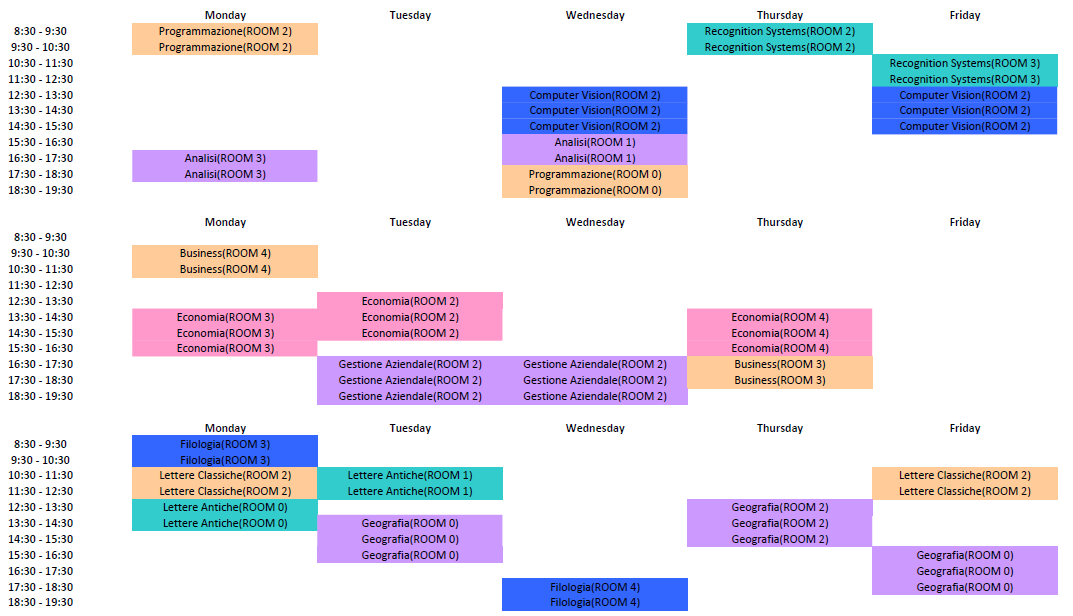 Monday Tuesday Wednesday Thursday Friday
8:30 - 9:30 Programmazione(ROOM 2) Recognition Systems(ROOM 2)
9:30 - 10:30 Programmazione(ROOM 2) Recognition Systems(ROOM 2)
10:30 - 11:30 Recognition Systems(ROOM 3)
11:30 - 12:30 Recognition Systems(ROOM 3)
12:30 - 13:30 Computer Vision(ROOM 2) Computer Vision(ROOM 2)
13:30 - 14:30 Computer Vision(ROOM 2) Computer Vision(ROOM 2)
14:30 - 15:30 Computer Vision(ROOM 2) Computer Vision(ROOM 2)
15:30 - 16:30 Analisi(ROOM 1)
16:30 - 17:30 Analisi(ROOM 3) Analisi(ROOM 1)
17:30 - 18:30 Analisi(ROOM 3) Programmazione(ROOM 0)
18:30 - 19:30 Programmazione(ROOM 0)
Monday Tuesday Wednesday Thursday Friday
8:30 - 9:30
9:30 - 10:30 Business(ROOM 4)
10:30 - 11:30 Business(ROOM 4)
11:30 - 12:30
12:30 - 13:30 Economia(ROOM 2)
13:30 - 14:30 Economia(ROOM 3) Economia(ROOM 2) Economia(ROOM 4)
14:30 - 15:30 Economia(ROOM 3) Economia(ROOM 2) Economia(ROOM 4)
15:30 - 16:30 Economia(ROOM 3) Economia(ROOM 4)
16:30 - 17:30 Gestione Aziendale(ROOM 2) Gestione Aziendale(ROOM 2) Business(ROOM 3)
17:30 - 18:30 Gestione Aziendale(ROOM 2) Gestione Aziendale(ROOM 2) Business(ROOM 3)
18:30 - 19:30 Gestione Aziendale(ROOM 2) Gestione Aziendale(ROOM 2)
Monday Tuesday Wednesday Thursday Friday
8:30 - 9:30 Filologia(ROOM 3)
9:30 - 10:30 Filologia(ROOM 3)
10:30 - 11:30 Lettere Classiche(ROOM 2) Lettere Antiche(ROOM 1) Lettere Classiche(ROOM 2)
11:30 - 12:30 Lettere Classiche(ROOM 2) Lettere Antiche(ROOM 1) Lettere Classiche(ROOM 2)
12:30 - 13:30 Lettere Antiche(ROOM 0) Geografia(ROOM 2)
13:30 - 14:30 Lettere Antiche(ROOM 0) Geografia(ROOM 0) Geografia(ROOM 2)
14:30 - 15:30 Geografia(ROOM 0) Geografia(ROOM 2)
15:30 - 16:30 Geografia(ROOM 0) Geografia(ROOM 0)
16:30 - 17:30 Geografia(ROOM 0)
17:30 - 18:30 Filologia(ROOM 4) Geografia(ROOM 0)
18:30 - 19:30 Filologia(ROOM 4)